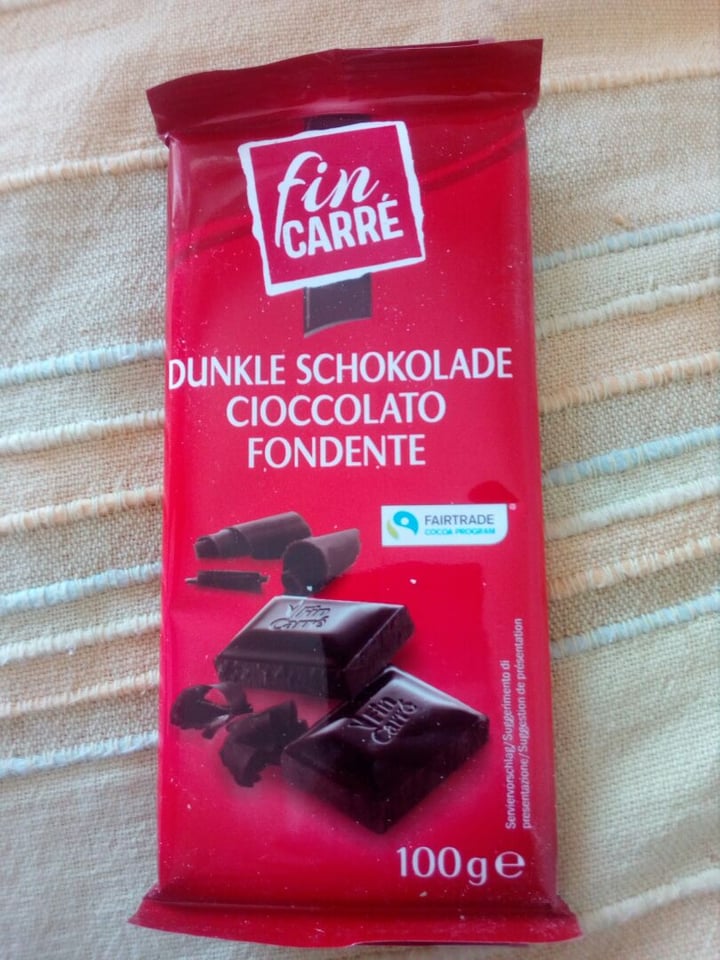 fin
CARRÉ
DUNKLE SCHOKOLADE
CIOCCOLATO
FONDENTE
FAIRTRADE
COCOA PROGRAM
®
Fin
Carré
Fin
Carré
Serviervorschlag/Suggerimento di
presentazione/Suggestion de présentation
100 g e